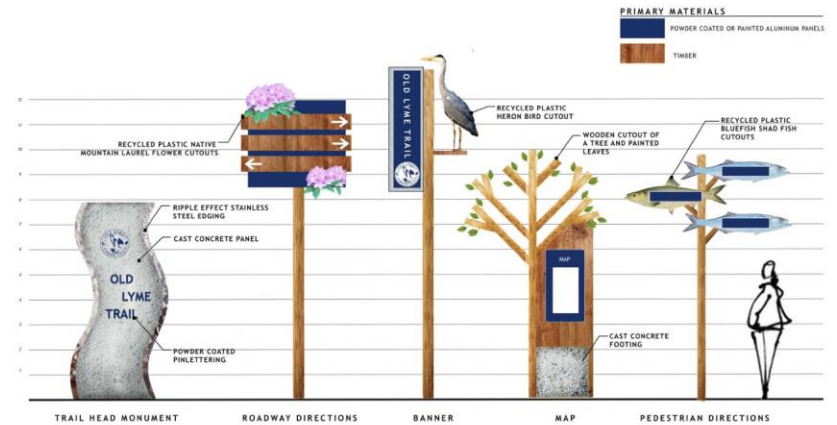 PRIMARY MATERIALS
POWDER COATED OR PAINTED ALUMINUM PANELS
TIMBER
RECYCLED PLASTIC NATIVE
MOUNTAIN LAUREL FLOWER CUTOUTS
OLD LYME TRAIL
RECYCLED PLASTIC
HERON BIRD CUTOUT
WOODEN CUTOUT OF
A TREE AND PAINTED
LEAVES
RECYCLED PLASTIC
BLUEFISH SHAD FISH
CUTOUTS
RIPPLE EFFECT STAINLESS
STEEL EDGING
CAST CONCRETE PANEL
OLD
LYME
TRAIL
POWDER COATED
PINLETTERING
MAP
CAST CONCRETE
FOOTING
TRAIL HEAD MONUMENT
ROADWAY DIRECTIONS
BANNER
MAP
PEDESTRIAN DIRECTIONS